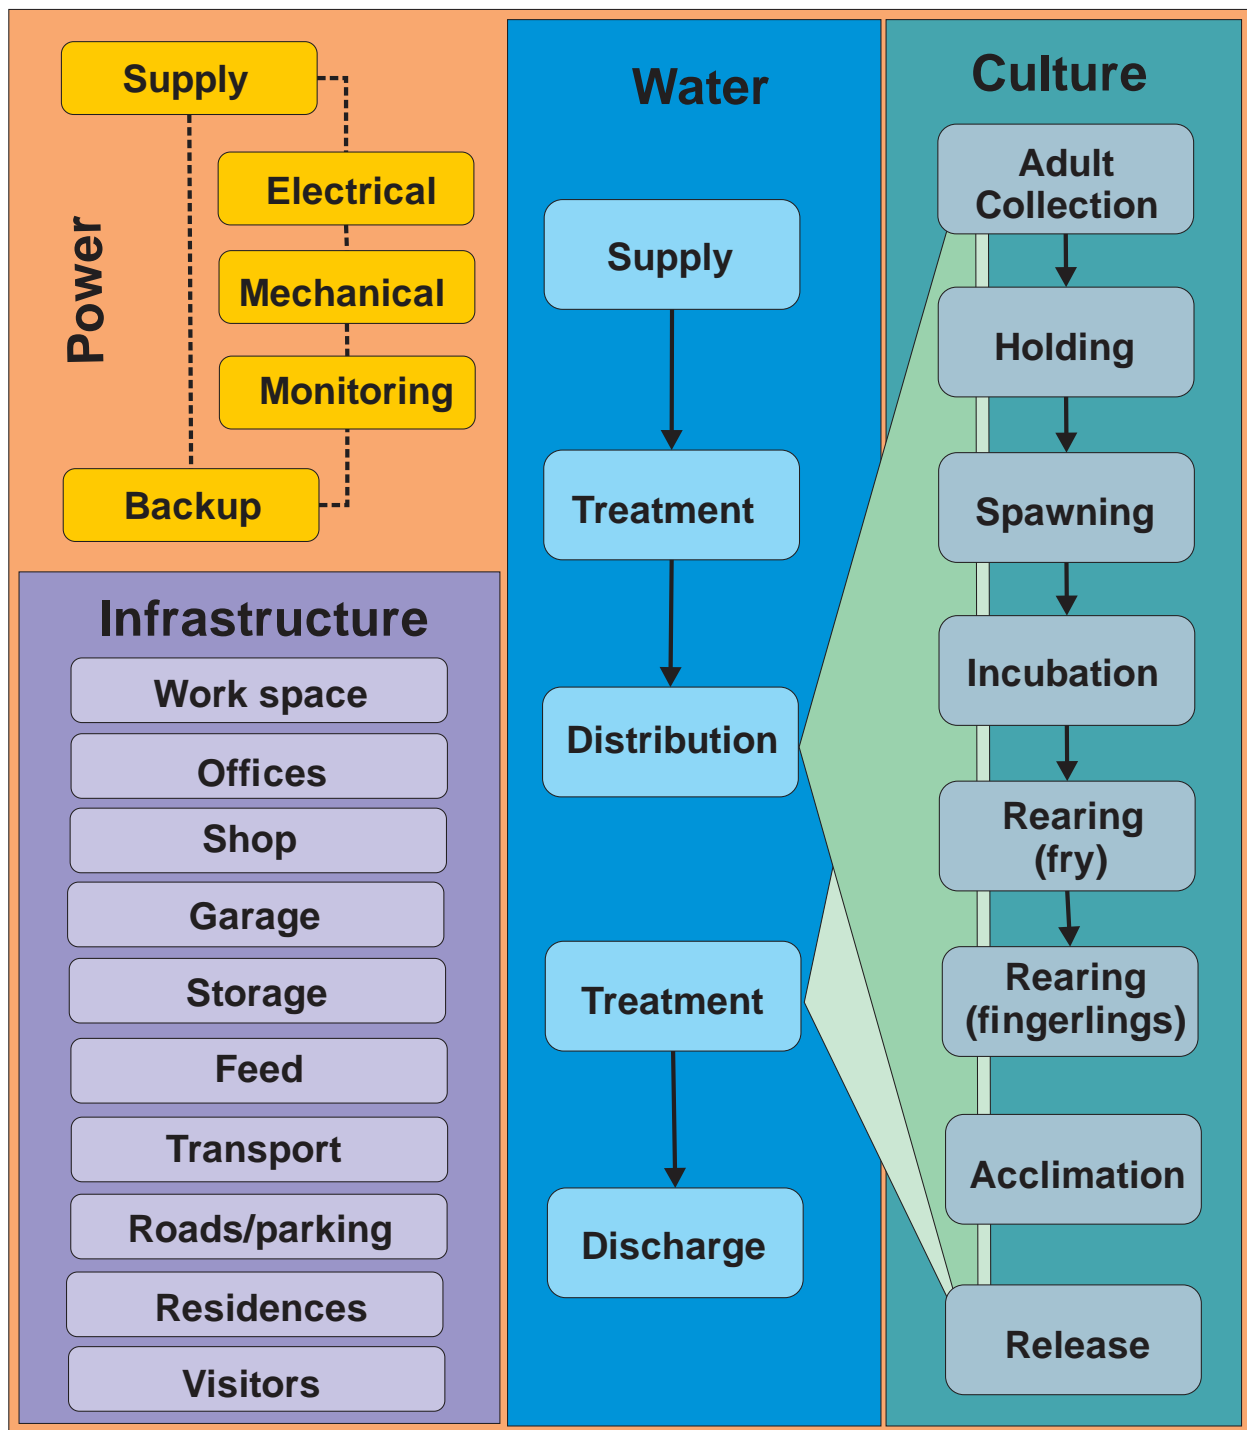 Power
Supply
Electrical
Mechanical
Monitoring
Backup
Infrastructure
Work space
Offices
Shop
Garage
Storage
Feed
Transport
Roads/parking
Residences
Visitors
Water
Supply
Treatment
Distribution
Treatment
Discharge
Culture
Adult
Collection
Holding
Spawning
Incubation
Rearing
(fry)
Rearing
(fingerlings)
Acclimation
Release